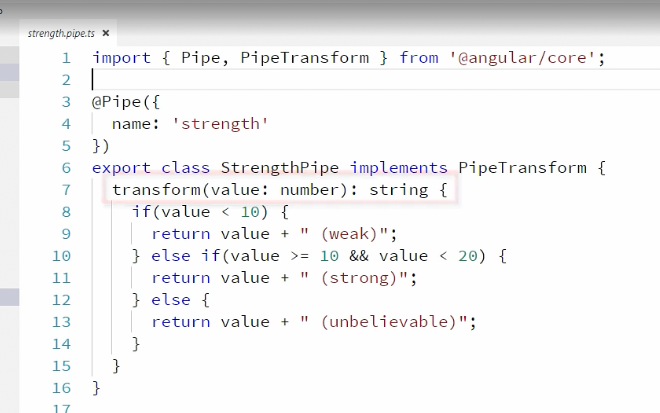 strength.pipe.ts ×
1 import { Pipe, PipeTransform } from '@angular/core';
2
3 @Pipe({
4 name: 'strength'
5 })
6 export class StrengthPipe implements PipeTransform {
7 transform(value: number): string {
8 if(value < 10) {
9 return value + " (weak)";
10 } else if(value >= 10 && value < 20) {
11 return value + " (strong)";
12 } else {
13 return value + " (unbelievable)";
14 }
15 }
16 }
17